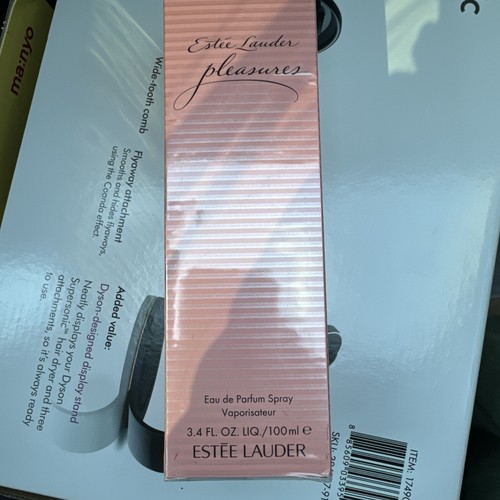 Estée Lauder
pleasures
Eau de Parfum Spray
Vaporisateur
3.4 FL. OZ. LIQ./100ml e
ESTĒE LAUDER
Wide-tooth comb
Flyaway attachment
Smooths and hides flyaways,
using the Coanda effect.
Added value:
Dyson-designed display stand
Neatly displays your Dyson
Supersonic™ hair dryer and three
attachments, so it's always ready
to use.
ma:nyo
C